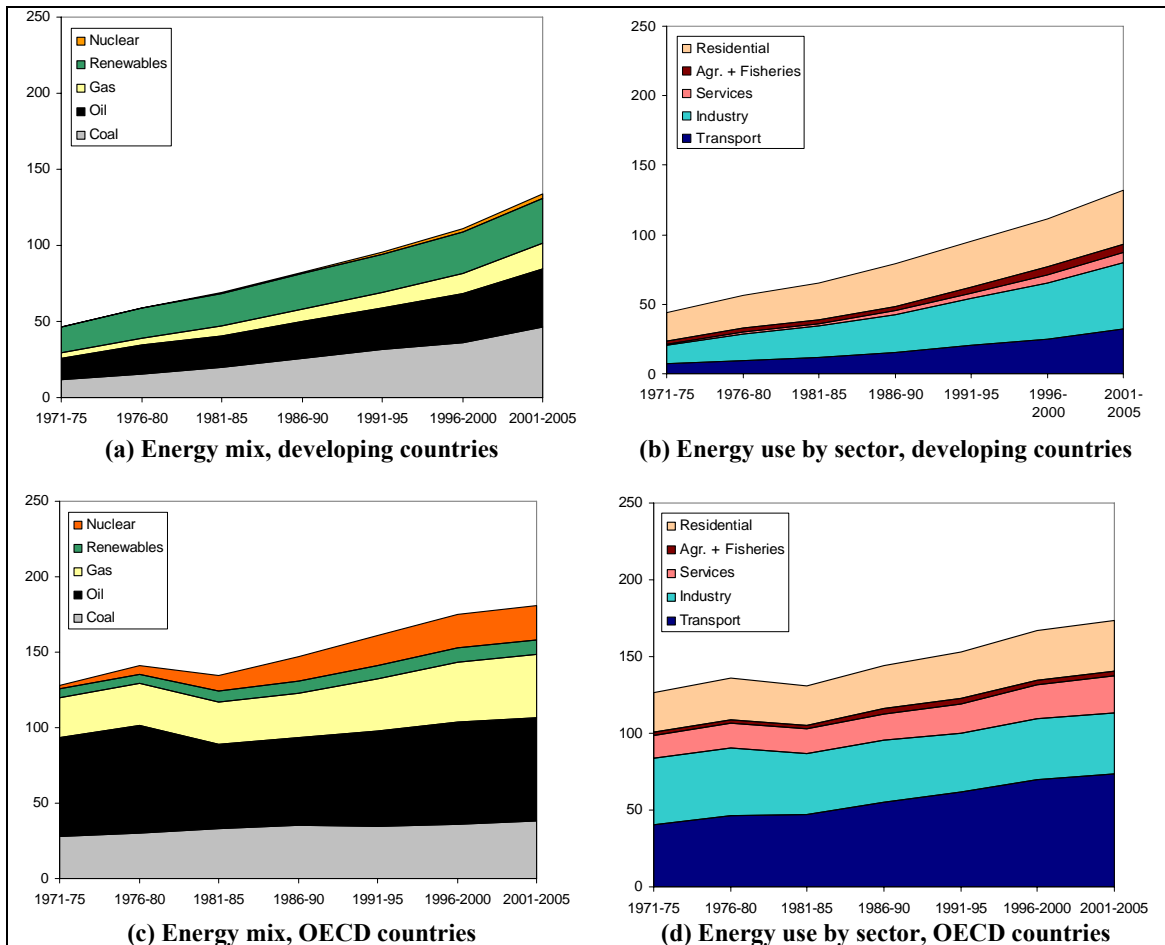 250
200
150
100
50
0
Nuclear
Renewables
Gas
Oil
Coal
1971-75 1976-80 1981-85 1986-90 1991-95 1996-2000 2001-2005
(a) Energy mix, developing countries
250
200
150
100
50
0
Residential
Agr. + Fisheries
Services
Industry
Transport
1971-75 1976-80 1981-85 1986-90 1991-95 1996- 2001-
2000 2005
(b) Energy use by sector, developing countries
250
200
150
100
50
0
Nuclear
Renewables
Gas
Oil
Coal
1971-75 1976-80 1981-85 1986-90 1991-95 1996-2000 2001-2005
(c) Energy mix, OECD countries
250
200
150
100
50
0
Residential
Agr. + Fisheries
Services
Industry
Transport
1971-75 1976-80 1981-85 1986-90 1991-95 1996-2000 2001-2005
(d) Energy use by sector, OECD countries